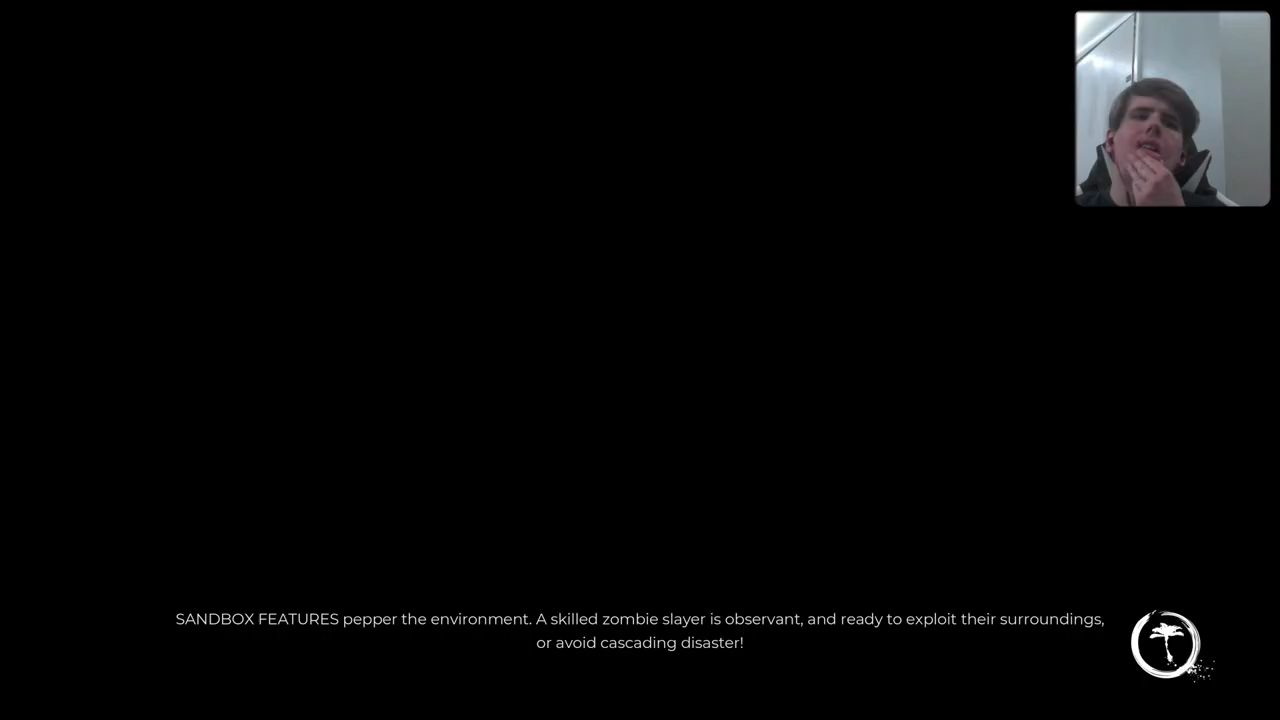 SANDBOX FEATURES pepper the environment. A skilled zombie slayer is observant, and ready to exploit their surroundings,
or avoid cascading disaster!